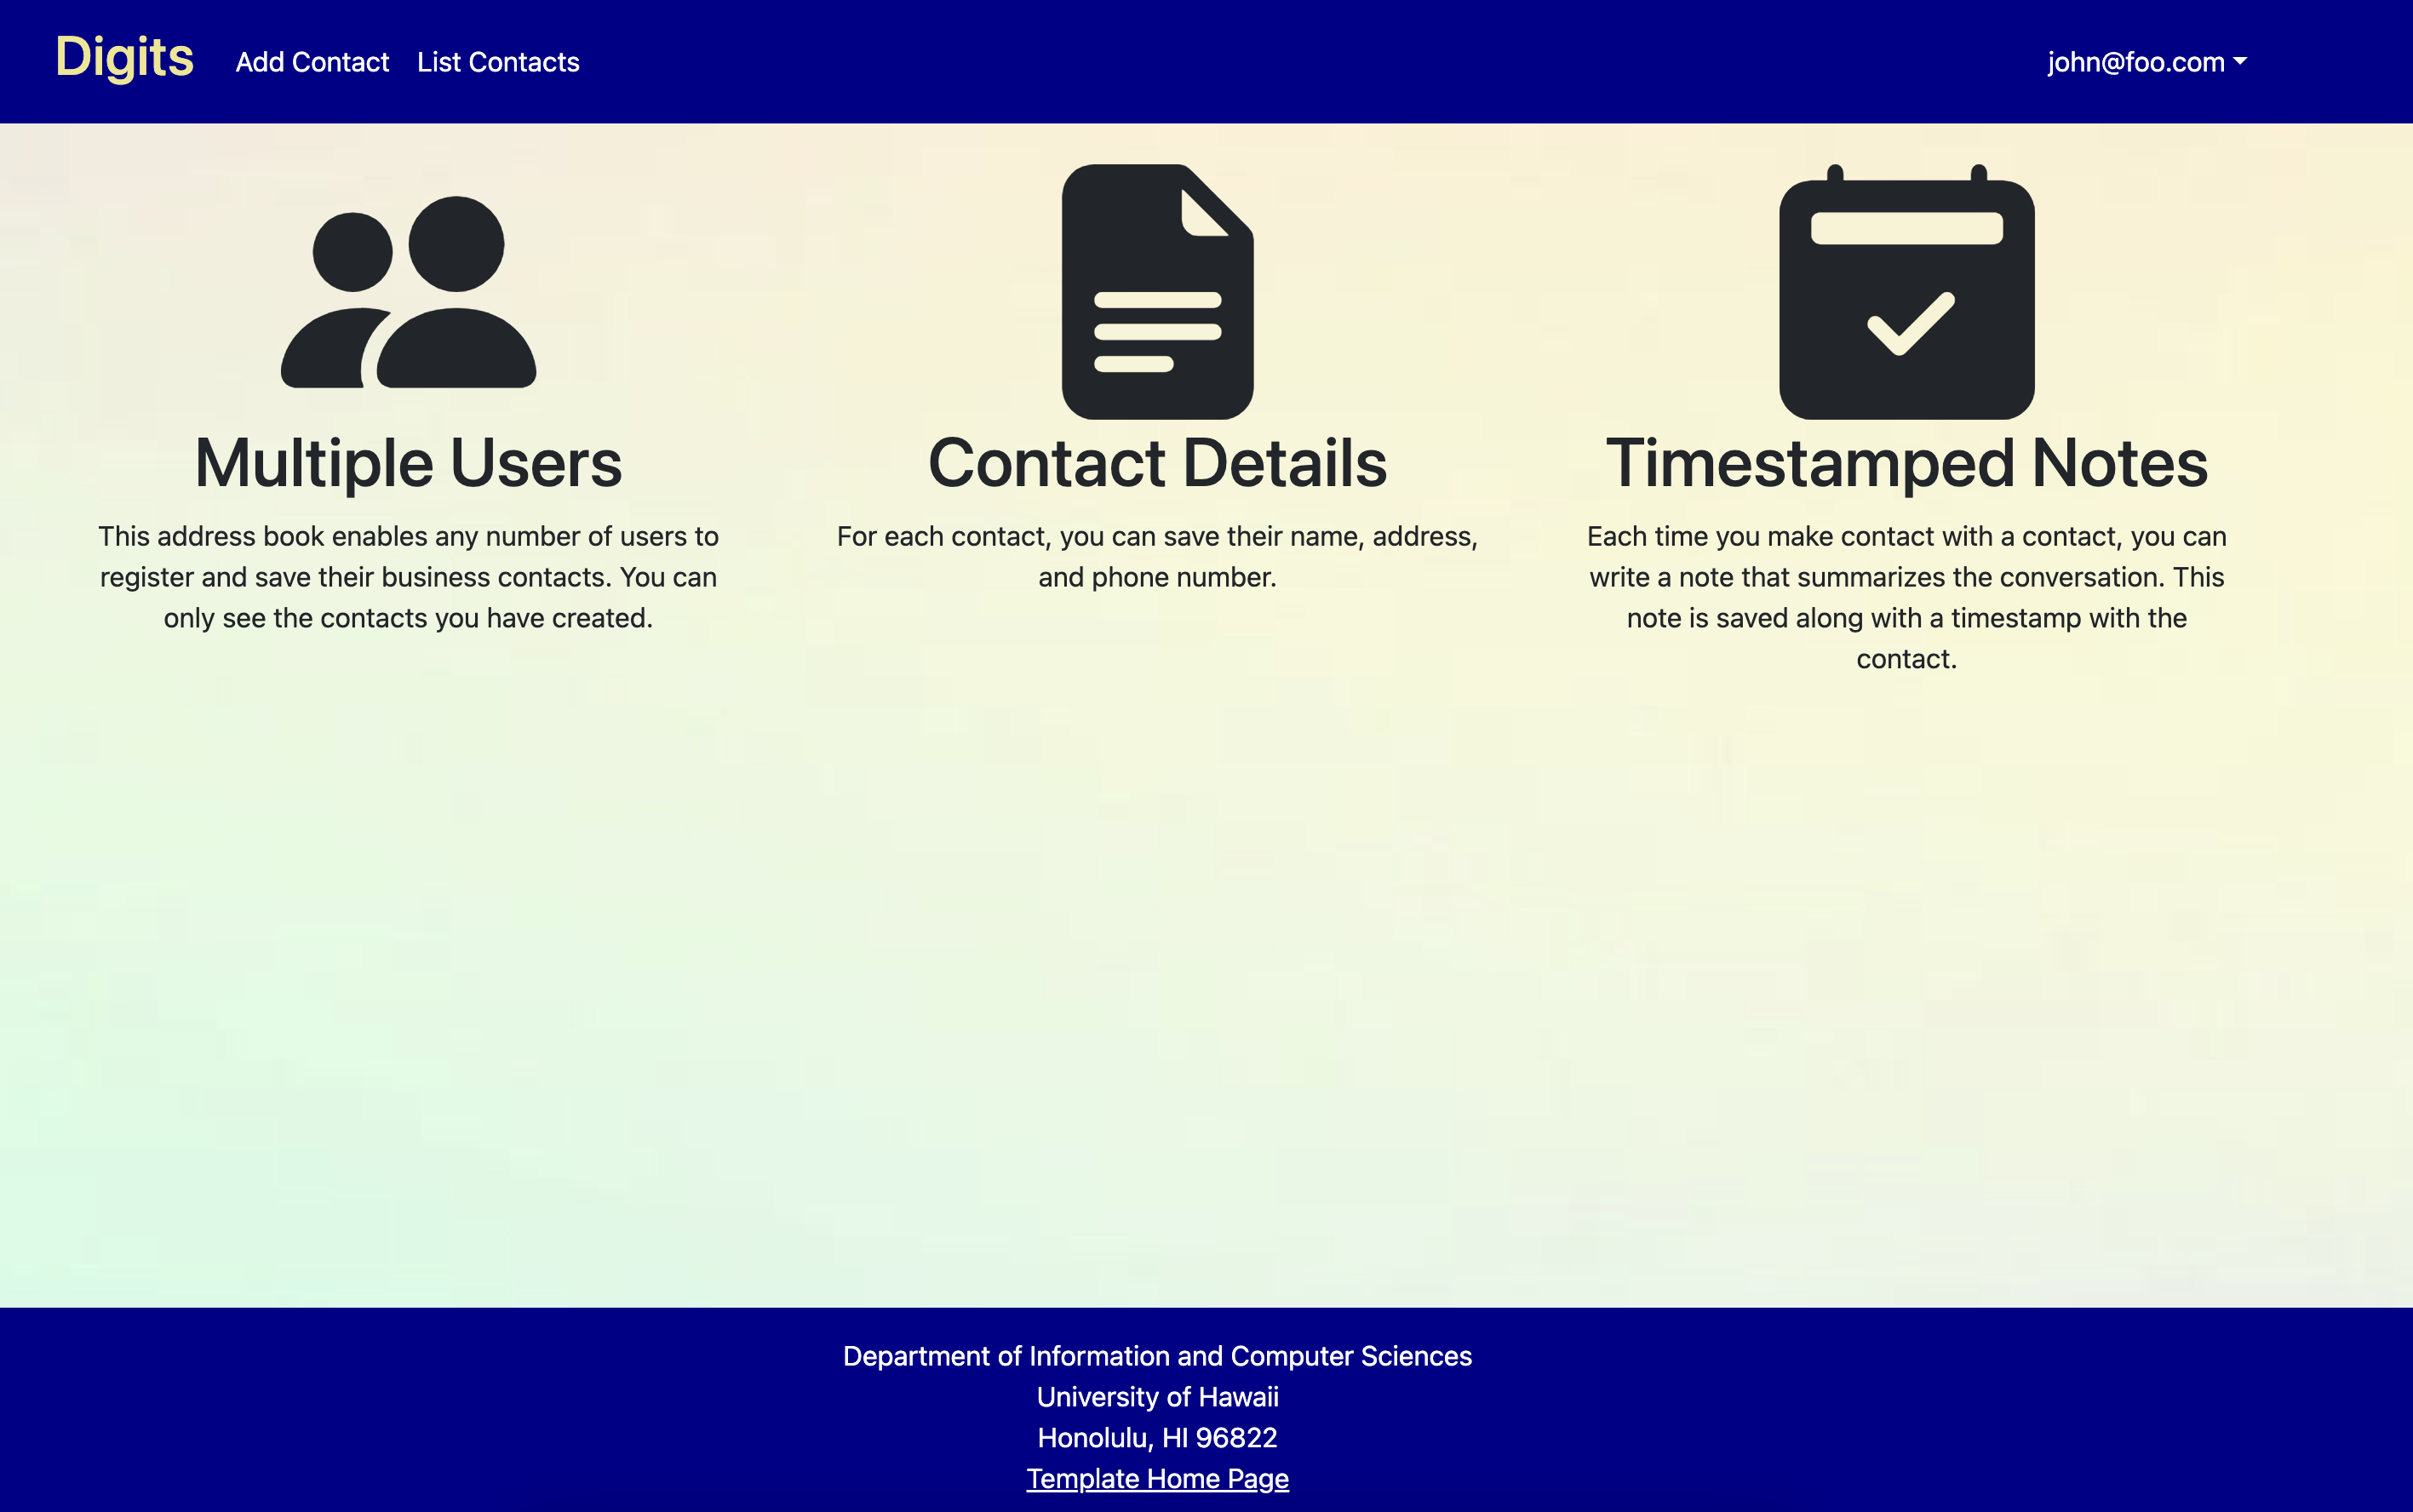 Digits
Add Contact
List Contacts
john@foo.com
Multiple Users
This address book enables any number of users to
register and save their business contacts. You can
only see the contacts you have created.
Contact Details
For each contact, you can save their name, address,
and phone number.
Timestamped Notes
Each time you make contact with a contact, you can
write a note that summarizes the conversation. This
note is saved along with a timestamp with the
contact.
Department of Information and Computer Sciences
University of Hawaii
Honolulu, HI 96822
Template Home Page